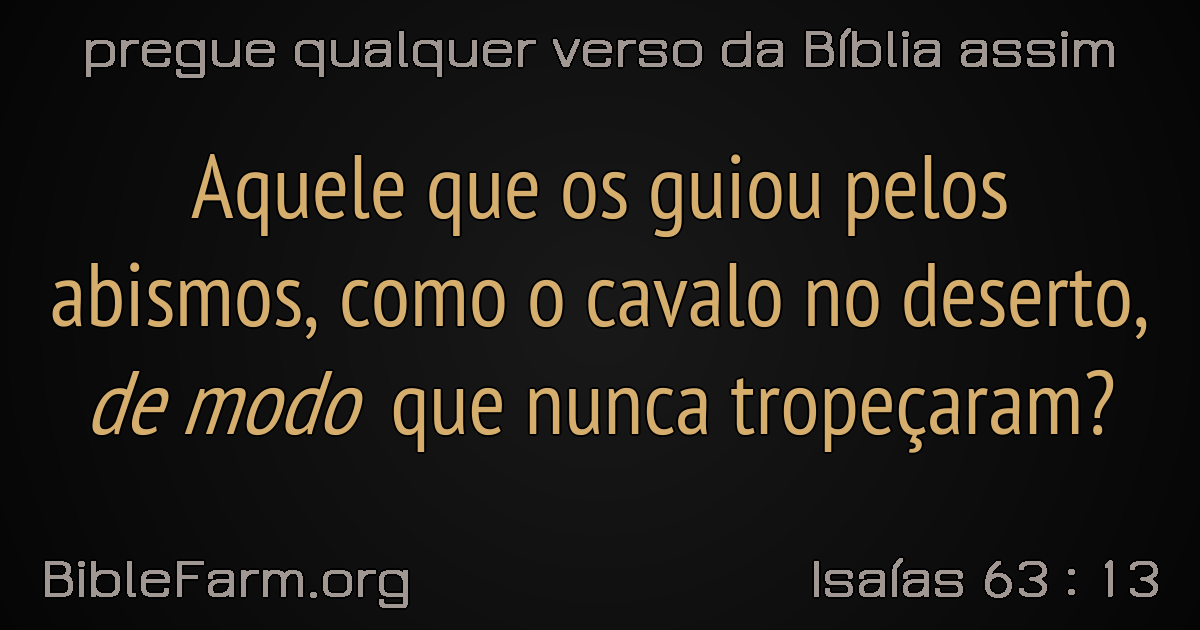 pregue qualquer verso da Bíblia assim
Aquele que os guiou pelos
abismos, como o cavalo no deserto,
de modo que nunca tropeçaram?
BibleFarm.org
Isaías 63 : 13